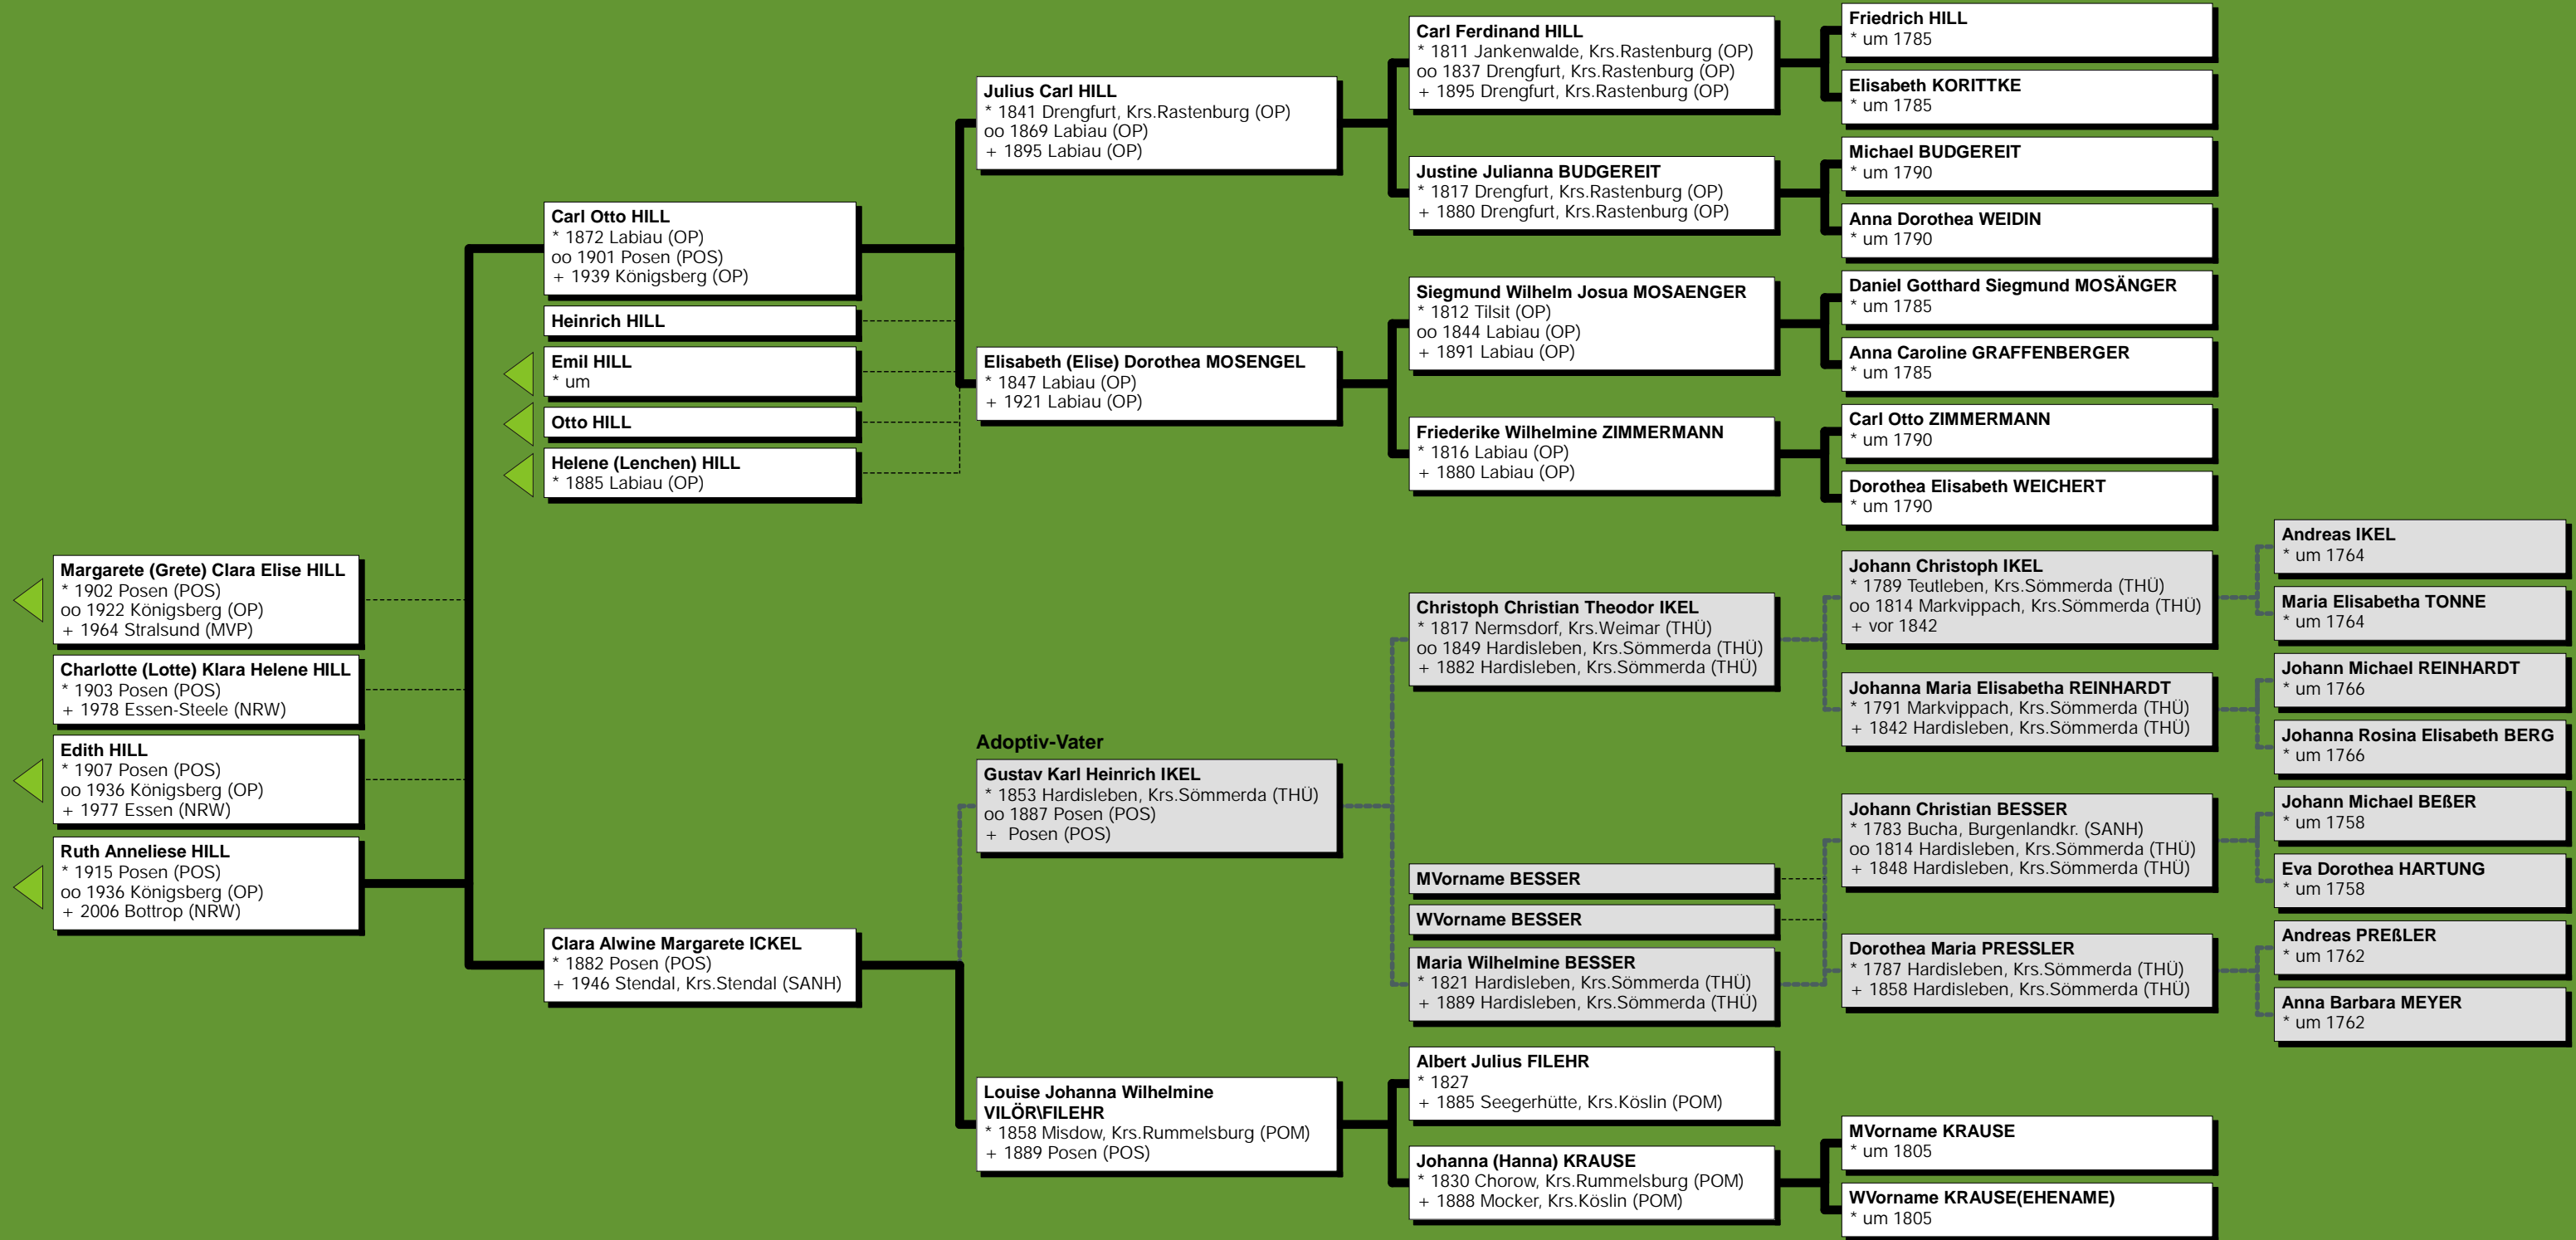 Margarete (Grete) Clara Elise HILL
* 1902 Posen (POS)
oo 1922 Königsberg (OP)
+ 1964 Stralsund (MVP)
Charlotte (Lotte) Klara Helene HILL
* 1903 Posen (POS)
+ 1978 Essen-Steele (NRW)
Edith HILL
* 1907 Posen (POS)
oo 1936 Königsberg (OP)
+ 1977 Essen (NRW)
Ruth Anneliese HILL
* 1915 Posen (POS)
oo 1936 Königsberg (OP)
+ 2006 Bottrop (NRW)
Carl Otto HILL
* 1872 Labiau (OP)
oo 1901 Posen (POS)
+ 1939 Königsberg (OP)
Heinrich HILL
Emil HILL
* um
Otto HILL
Helene (Lenchen) HILL
* 1885 Labiau (OP)
Clara Alwine Margarete ICKEL
* 1882 Posen (POS)
+ 1946 Stendal, Krs.Stendal (SANH)
Julius Carl HILL
* 1841 Drengfurt, Krs.Rastenburg (OP)
oo 1869 Labiau (OP)
+ 1895 Labiau (OP)
Elisabeth (Elise) Dorothea MOSENGEL
* 1847 Labiau (OP)
+ 1921 Labiau (OP)
Adoptiv-Vater
Gustav Karl Heinrich IKEL
* 1853 Hardisleben, Krs.Sömmerda (THÜ)
oo 1887 Posen (POS)
+  Posen (POS)
Louise Johanna Wilhelmine
VILÖR\FILEHR
* 1858 Misdow, Krs.Rummelsburg (POM)
+ 1889 Posen (POS)
Carl Ferdinand HILL
* 1811 Jankenwalde, Krs.Rastenburg (OP)
oo 1837 Drengfurt, Krs.Rastenburg (OP)
+ 1895 Drengfurt, Krs.Rastenburg (OP)
Justine Julianna BUDGEREIT
* 1817 Drengfurt, Krs.Rastenburg (OP)
+ 1880 Drengfurt, Krs.Rastenburg (OP)
Siegmund Wilhelm Josua MOSAENGER
* 1812 Tilsit (OP)
oo 1844 Labiau (OP)
+ 1891 Labiau (OP)
Friederike Wilhelmine ZIMMERMANN
* 1816 Labiau (OP)
+ 1880 Labiau (OP)
Christoph Christian Theodor IKEL
* 1817 Nermsdorf, Krs.Weimar (THÜ)
oo 1849 Hardisleben, Krs.Sömmerda (THÜ)
+ 1882 Hardisleben, Krs.Sömmerda (THÜ)
MVorname BESSER
WVorname BESSER
Maria Wilhelmine BESSER
* 1821 Hardisleben, Krs.Sömmerda (THÜ)
+ 1889 Hardisleben, Krs.Sömmerda (THÜ)
Albert Julius FILEHR
* 1827
+ 1885 Seegerhütte, Krs.Köslin (POM)
Johanna (Hanna) KRAUSE
* 1830 Chorow, Krs.Rummelsburg (POM)
+ 1888 Mocker, Krs.Köslin (POM)
Friedrich HILL
* um 1785
Elisabeth KORITTKE
* um 1785
Michael BUDGEREIT
* um 1790
Anna Dorothea WEIDIN
* um 1790
Daniel Gotthard Siegmund MOSÄNGER
* um 1785
Anna Caroline GRAFFENBERGER
* um 1785
Carl Otto ZIMMERMANN
* um 1790
Dorothea Elisabeth WEICHERT
* um 1790
Johann Christoph IKEL
* 1789 Teutleben, Krs.Sömmerda (THÜ)
oo 1814 Markvippach, Krs.Sömmerda (THÜ)
+ vor 1842
Johanna Maria Elisabetha REINHARDT
* 1791 Markvippach, Krs.Sömmerda (THÜ)
+ 1842 Hardisleben, Krs.Sömmerda (THÜ)
Johann Christian BESSER
* 1783 Bucha, Burgenlandkr. (SANH)
oo 1814 Hardisleben, Krs.Sömmerda (THÜ)
+ 1848 Hardisleben, Krs.Sömmerda (THÜ)
Dorothea Maria PRESSLER
* 1787 Hardisleben, Krs.Sömmerda (THÜ)
+ 1858 Hardisleben, Krs.Sömmerda (THÜ)
MVorname KRAUSE
* um 1805
WVorname KRAUSE(EHENAME)
* um 1805
Andreas IKEL
* um 1764
Maria Elisabetha TONNE
* um 1764
Johann Michael REINHARDT
* um 1766
Johanna Rosina Elisabeth BERG
* um 1766
Johann Michael BEßER
* um 1758
Eva Dorothea HARTUNG
* um 1758
Andreas PREßLER
* um 1762
Anna Barbara MEYER
* um 1762